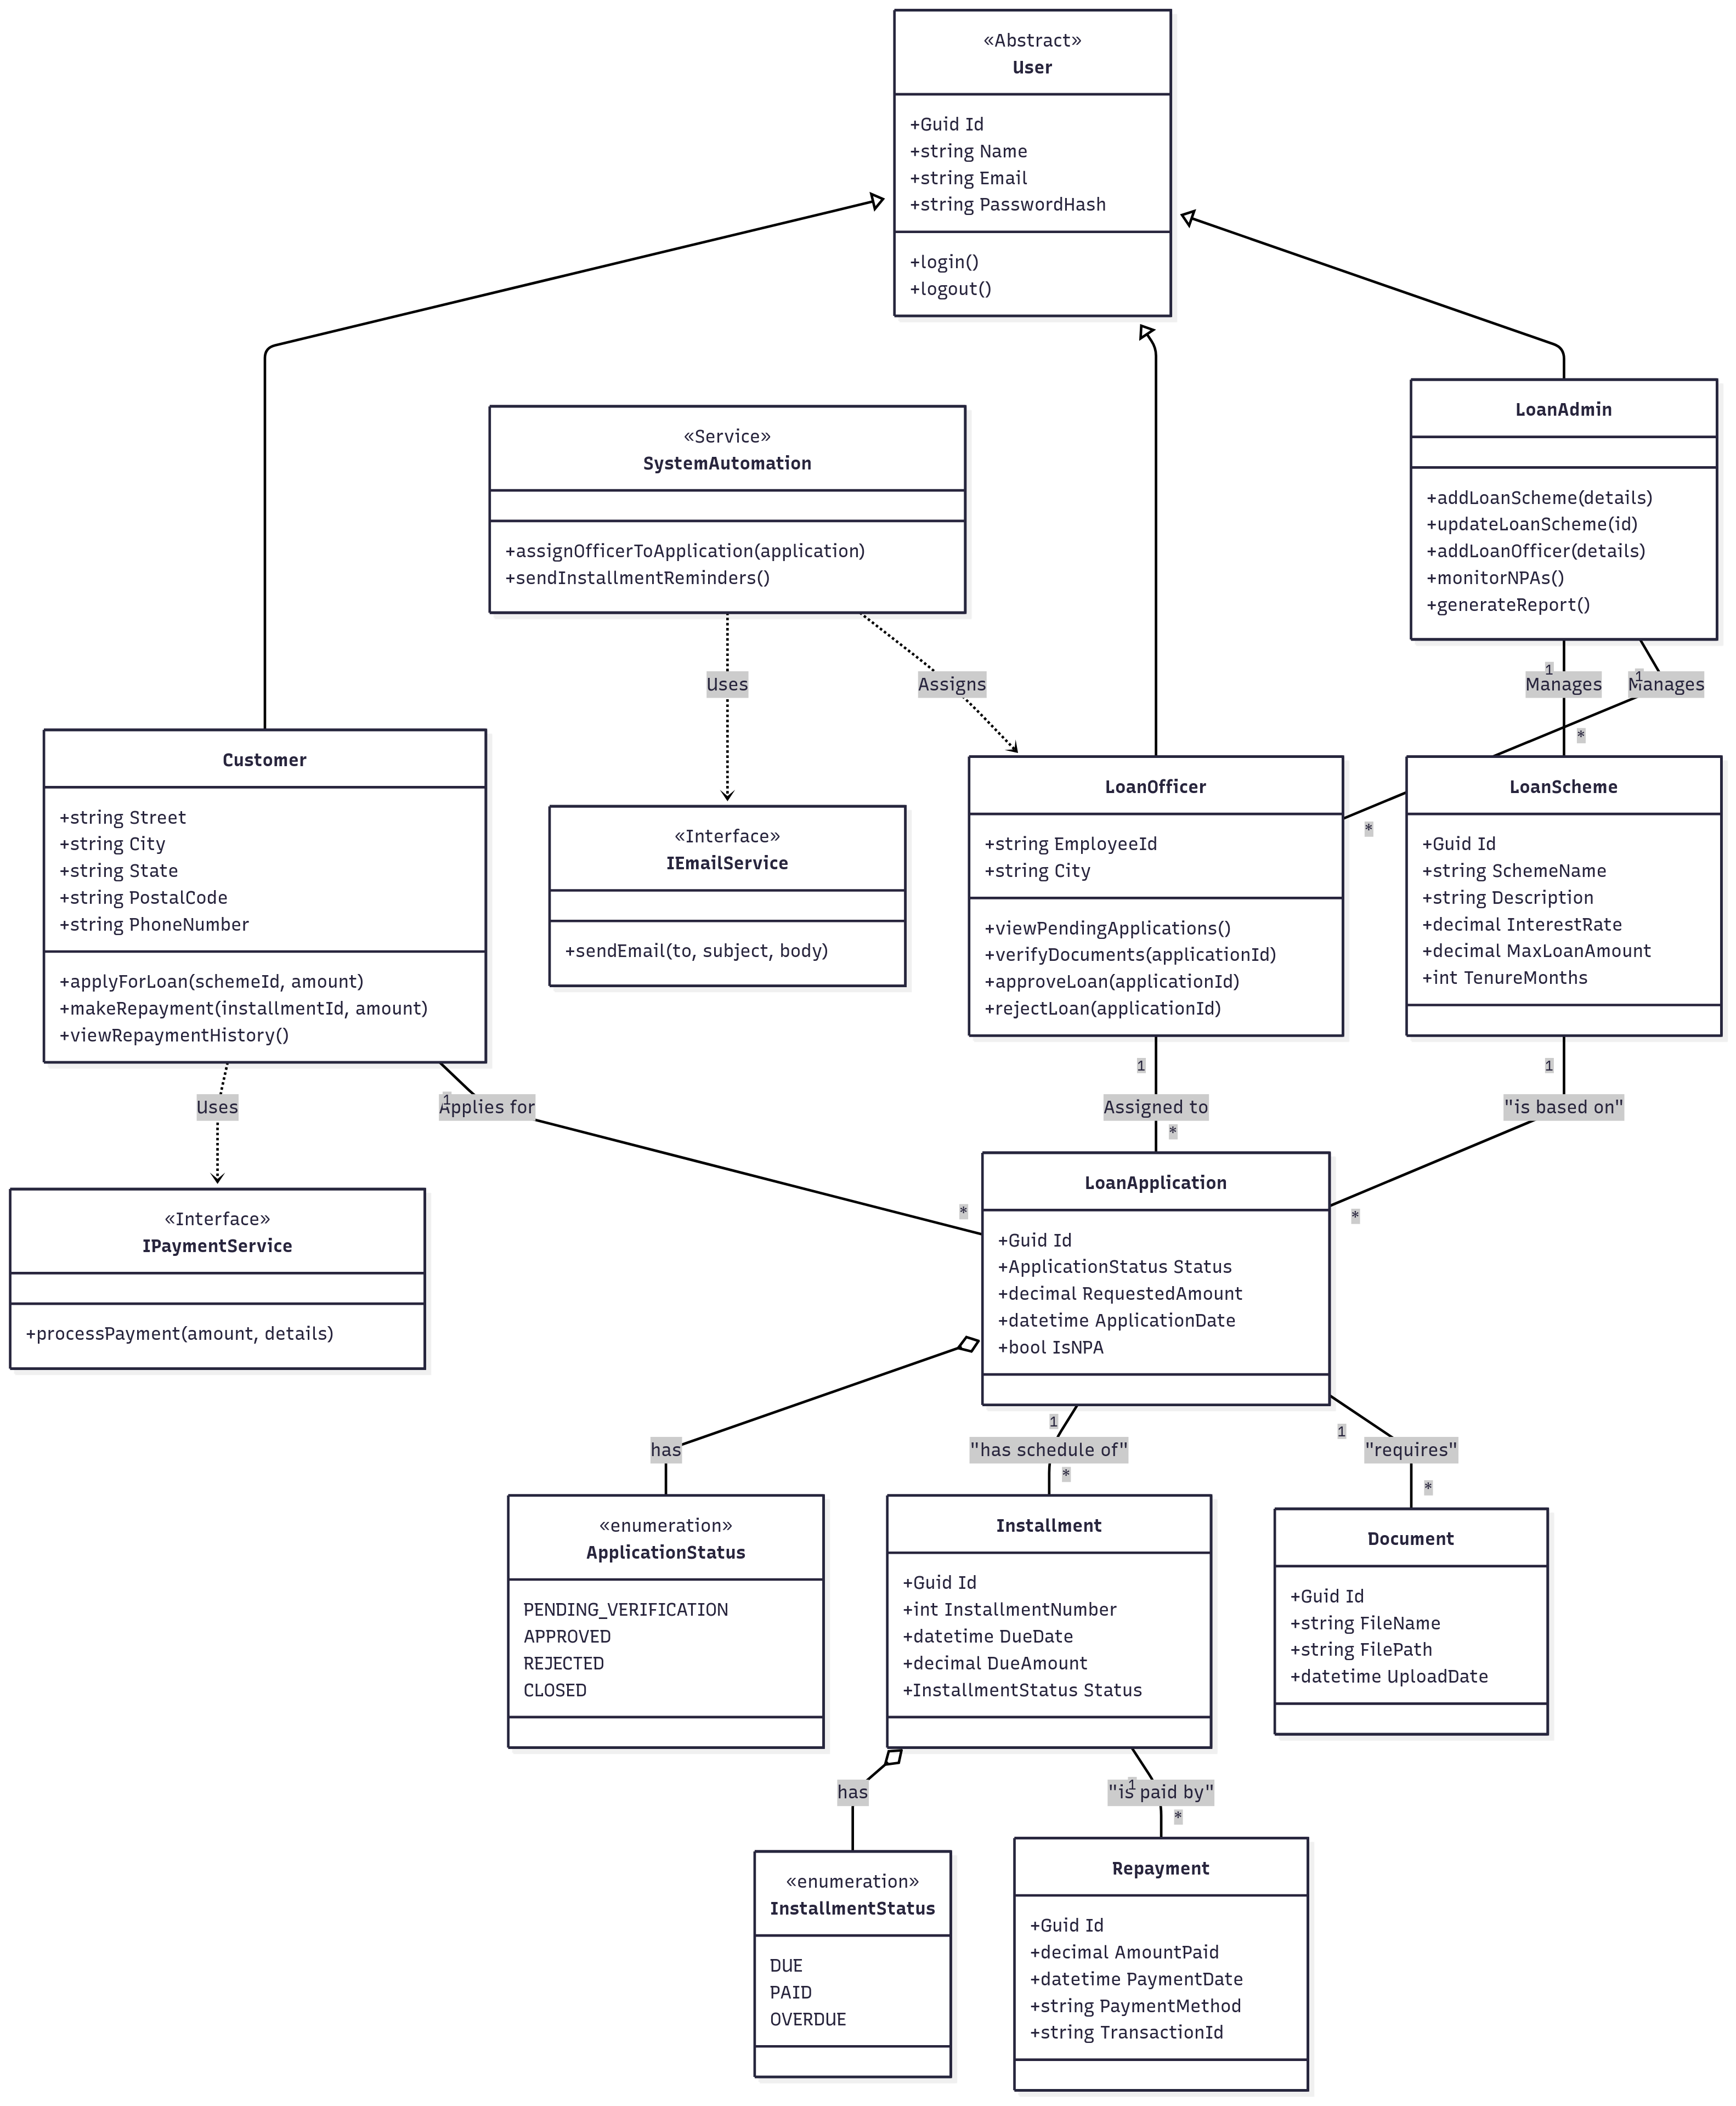 «Abstract»
User
+Guid Id
+string Name
+string Email
+string PasswordHash
+login()
+logout()
LoanAdmin
+addLoanScheme(details)
+updateLoanScheme(id)
+addLoanOfficer(details)
+monitorNPAs()
+generateReport()
«Service»
SystemAutomation
+assignOfficerToApplication(application)
+sendInstallmentReminders()
Uses
Assigns
1
Manages
1
Manages
*
*
Customer
+string Street
+string City
+string State
+string PostalCode
+string PhoneNumber
+applyForLoan(schemeId, amount)
+makeRepayment(installmentId, amount)
+viewRepaymentHistory()
«Interface»
IEmailService
+sendEmail(to, subject, body)
LoanOfficer
+string EmployeeId
+string City
+viewPendingApplications()
+verifyDocuments(applicationId)
+approveLoan(applicationId)
+rejectLoan(applicationId)
LoanScheme
+Guid Id
+string SchemeName
+string Description
+decimal InterestRate
+decimal MaxLoanAmount
+int TenureMonths
Uses
1
Applies for
*
1
Assigned to
*
1
"is based on"
*
«Interface»
IPaymentService
+processPayment(amount, details)
LoanApplication
+Guid Id
+ApplicationStatus Status
+decimal RequestedAmount
+datetime ApplicationDate
+bool IsNPA
has
1
"has schedule of"
*
1
"requires"
*
«enumeration»
ApplicationStatus
PENDING_VERIFICATION
APPROVED
REJECTED
CLOSED
Installment
+Guid Id
+int InstallmentNumber
+datetime DueDate
+decimal DueAmount
+InstallmentStatus Status
Document
+Guid Id
+string FileName
+string FilePath
+datetime UploadDate
has
1
"is paid by"
*
«enumeration»
InstallmentStatus
DUE
PAID
OVERDUE
Repayment
+Guid Id
+decimal AmountPaid
+datetime PaymentDate
+string PaymentMethod
+string TransactionId